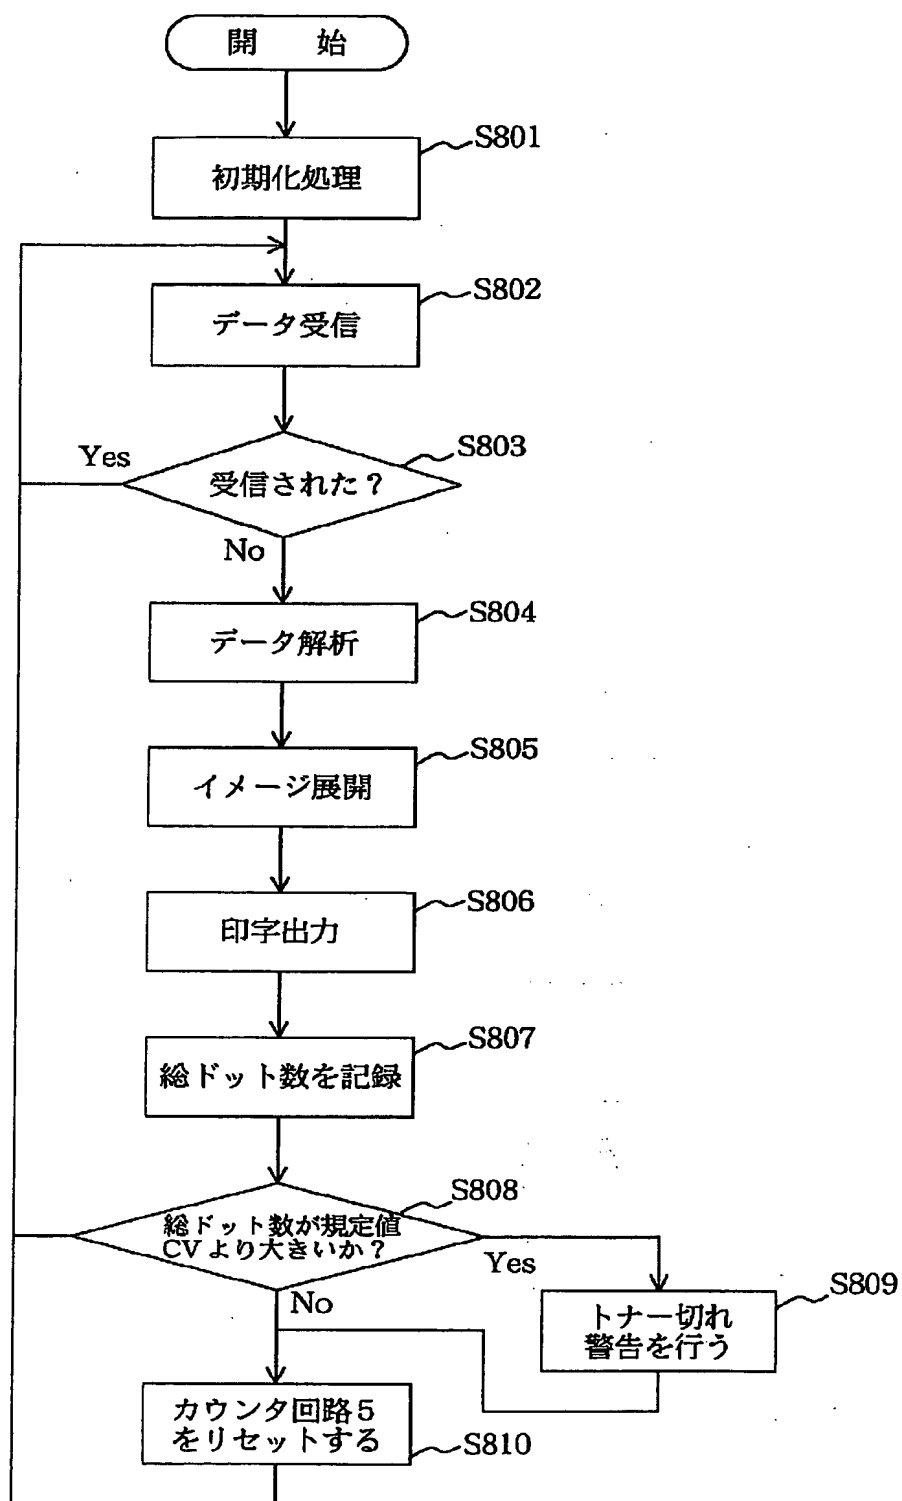 開　始
S801
初期化処理
S802
データ受信
S803
Yes
受信された？
No
S804
データ解析
S805
イメージ展開
S806
印字出力
S807
総ドット数を記録
S808
総ドット数が規定値
CVより大きいか？
Yes
No
S809
トナー切れ
警告を行う
カウンタ回路5
をリセットする
S810